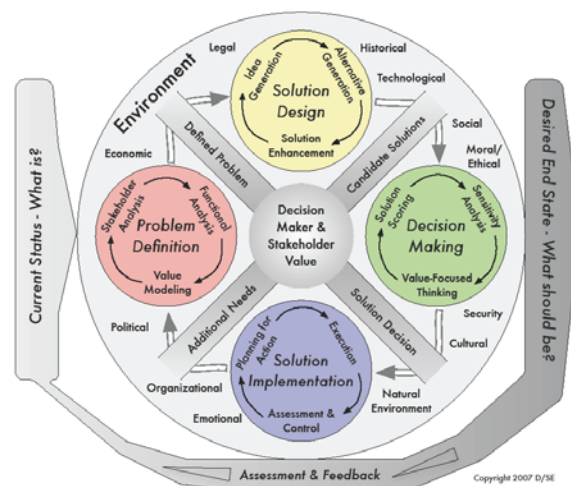 Environment
Legal
Historical
Technological
Social
Moral/
Ethical
Security
Cultural
Natural
Environment
Emotional
Organizational
Political
Economic
Idea
Generation
Alternative
Generation
Solution
Design
Solution
Enhancement
Defined Problem
Candidate Solutions
Stakeholder
Analysis
Functional
Analysis
Problem
Definition
Value
Modeling
Decision
Maker &
Stakeholder
Value
Solution
Scoring
Sensitivity
Analysis
Decision
Making
Value-Focused
Thinking
Additional Needs
Solution Decision
Planning for
Action
Execution
Solution
Implementation
Assessment &
Control
Current Status - What is?
Desired End State - What should be?
Assessment & Feedback
Copyright 2007 D/SE